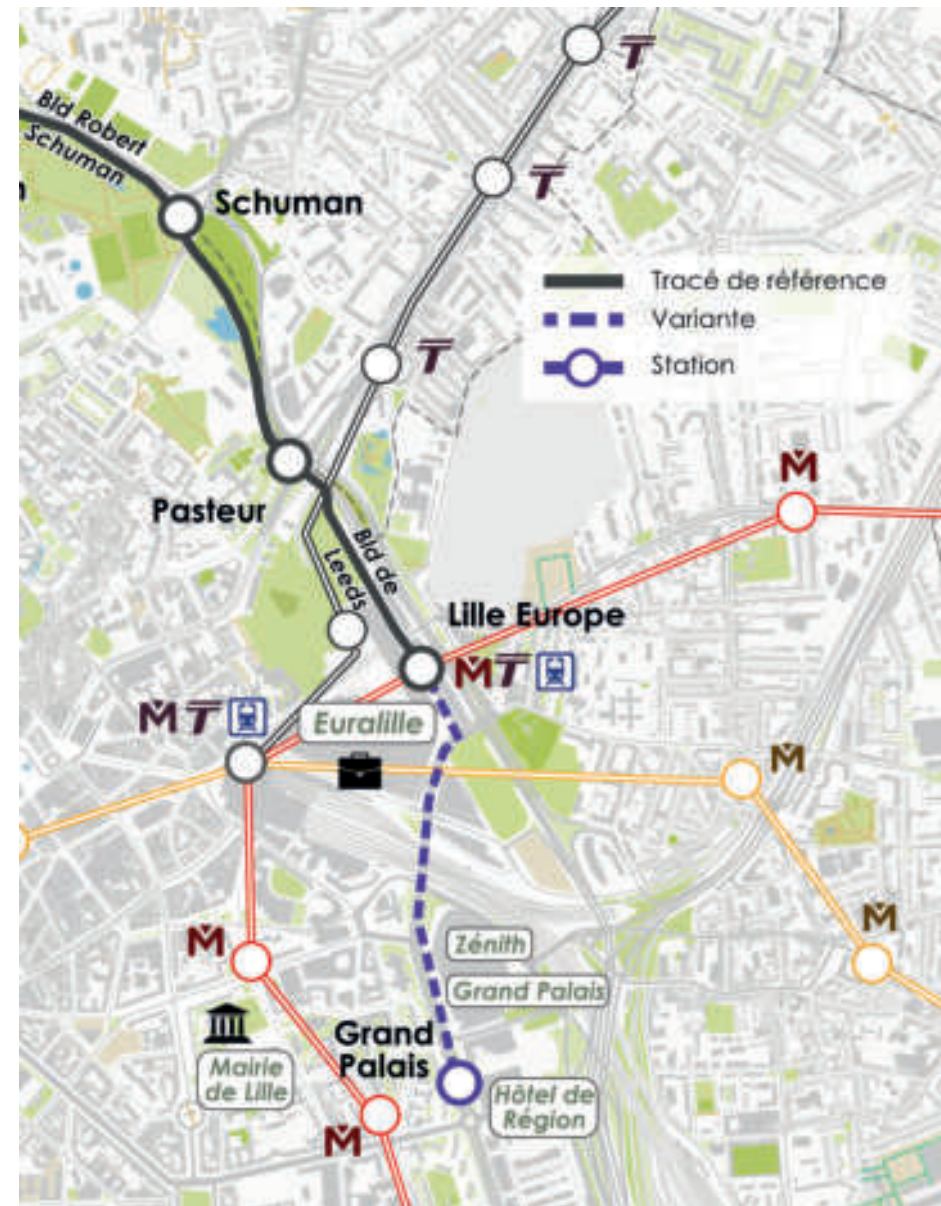 T
T
Bld Robert
Schuman
n
Schuman
Tracé de référence
Variante
Station
T
M
Pasteur
Bld de
Leeds
Lille Europe
M T
M T
Euralille
M
M
M
Zénith
Grand Palais
Grand
Palais
Mairie
de Lille
Hôtel de
Région
M